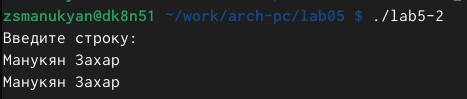 zsmanukyan@dk8n51 ~/work/arch-pc/lab05 $ ./lab5-2
Введите строку:
Манукян Захар
Манукян Захар